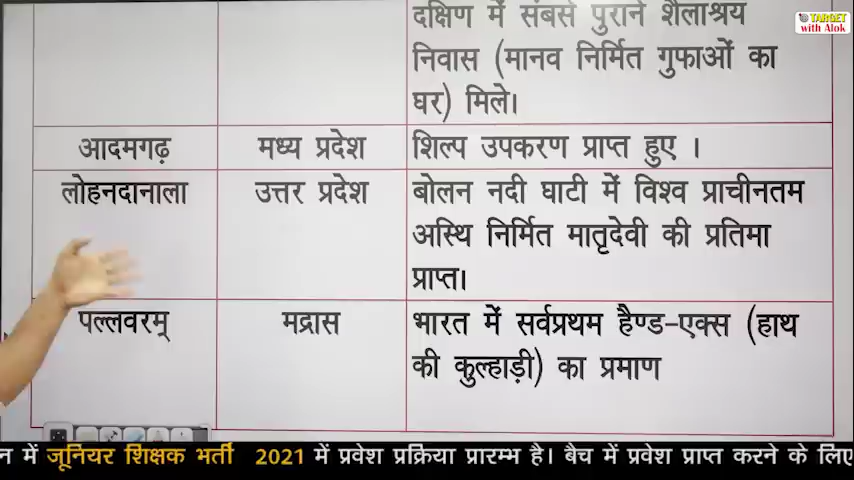 TARGET
with Alok
दक्षिण में सबसे पुराने शैलाश्रय
निवास (मानव निर्मित गुफाओं का
घर) मिले।
आदमगढ़ मध्य प्रदेश शिल्प उपकरण प्राप्त हुए ।
लोहनदानाला उत्तर प्रदेश बोलन नदी घाटी में विश्व प्राचीनतम
अस्थि निर्मित मातृदेवी की प्रतिमा
प्राप्त।
पल्लवरम् मद्रास भारत में सर्वप्रथम हैण्ड-एक्स (हाथ
की कुल्हाड़ी) का प्रमाण
न में जूनियर शिक्षक भर्ती 2021 में प्रवेश प्रक्रिया प्रारम्भ है। बैच में प्रवेश प्राप्त करने के लिए